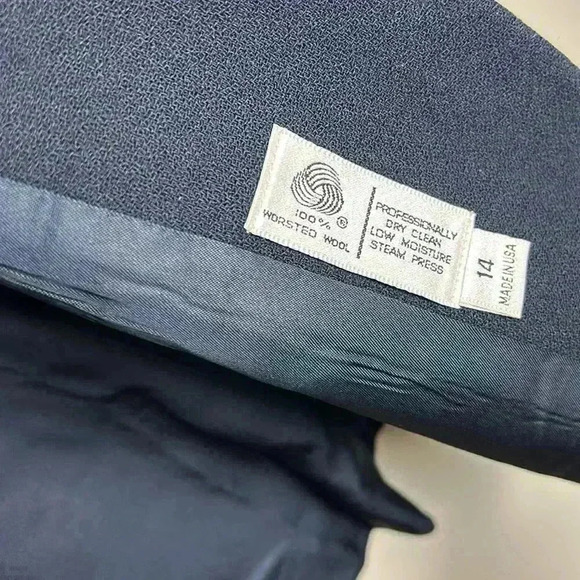 100% ®
WORSTED WOOL
PROFESSIONALLY
DRY CLEAN
LOW MOISTURE
STEAM PRESS
14
MADE IN USA